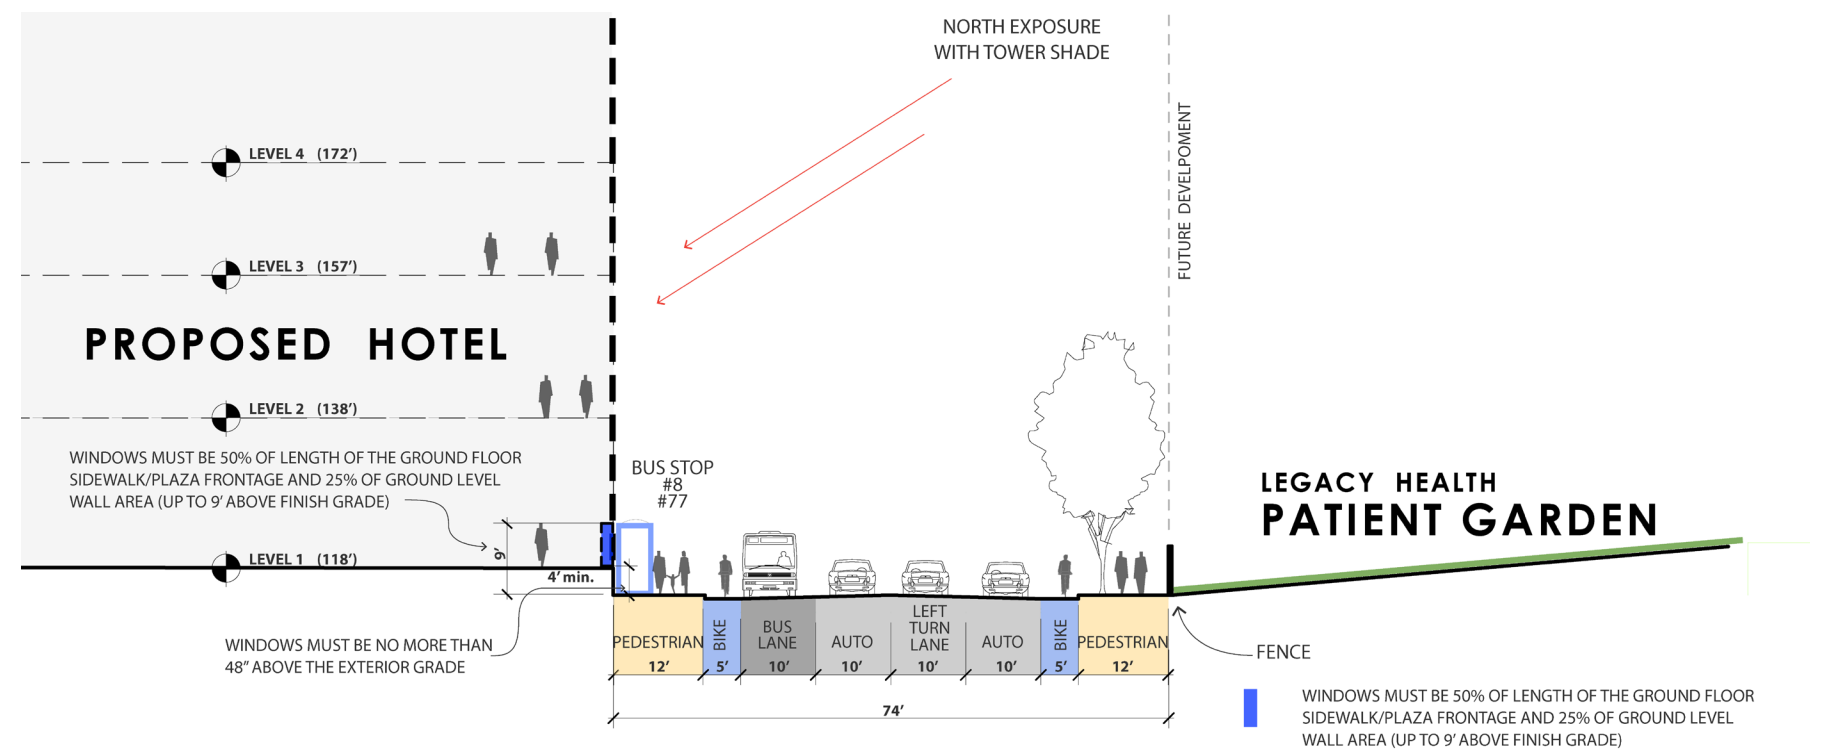 NORTH EXPOSURE
WITH TOWER SHADE
LEVEL 4 (172')
FUTURE DEVELPOMENT
LEVEL 3 (157')
PROPOSED HOTEL
LEVEL 2 (138')
WINDOWS MUST BE 50% OF LENGTH OF THE GROUND FLOOR
SIDEWALK/PLAZA FRONTAGE AND 25% OF GROUND LEVEL
WALL AREA (UP TO 9' ABOVE FINISH GRADE)
BUS STOP
#8
#77
LEGACY HEALTH
PATIENT GARDEN
LEVEL 1 (118')
9'
4' min.
WINDOWS MUST BE NO MORE THAN
48" ABOVE THE EXTERIOR GRADE
PEDESTRIAN
12'
BIKE
5'
BUS
LANE
10'
AUTO
10'
LEFT
TURN
LANE
10'
AUTO
10'
BIKE
5'
PEDESTRIAN
12'
74'
FENCE
WINDOWS MUST BE 50% OF LENGTH OF THE GROUND FLOOR
SIDEWALK/PLAZA FRONTAGE AND 25% OF GROUND LEVEL
WALL AREA (UP TO 9' ABOVE FINISH GRADE)